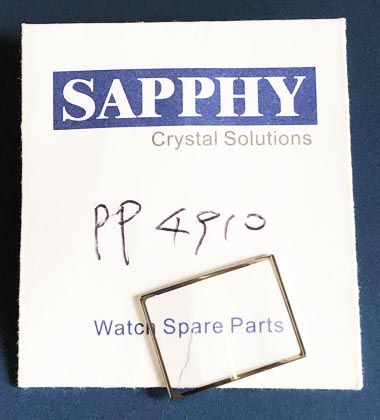 SAPPHY
Crystal Solutions
PP 4910
Watch Spare Parts